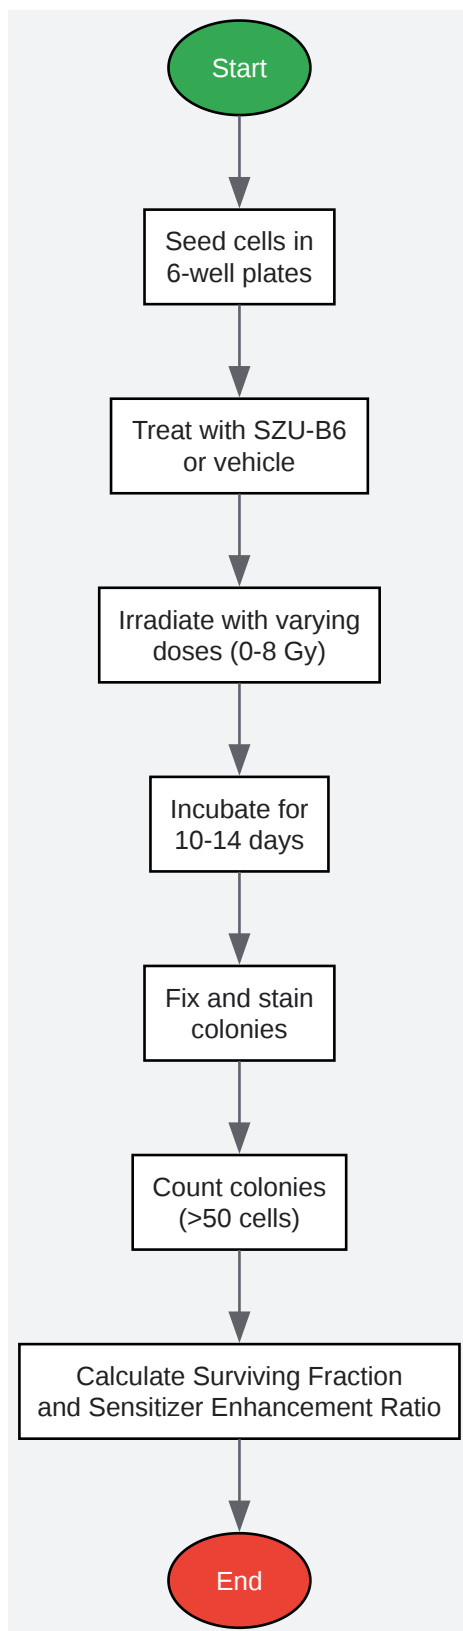 Start
Seed cells in
6-well plates
Treat with SZU-B6
or vehicle
Irradiate with varying
doses (0-8 Gy)
Incubate for
10-14 days
Fix and stain
colonies
Count colonies
(>50 cells)
Calculate Surviving Fraction
and Sensitizer Enhancement Ratio
End